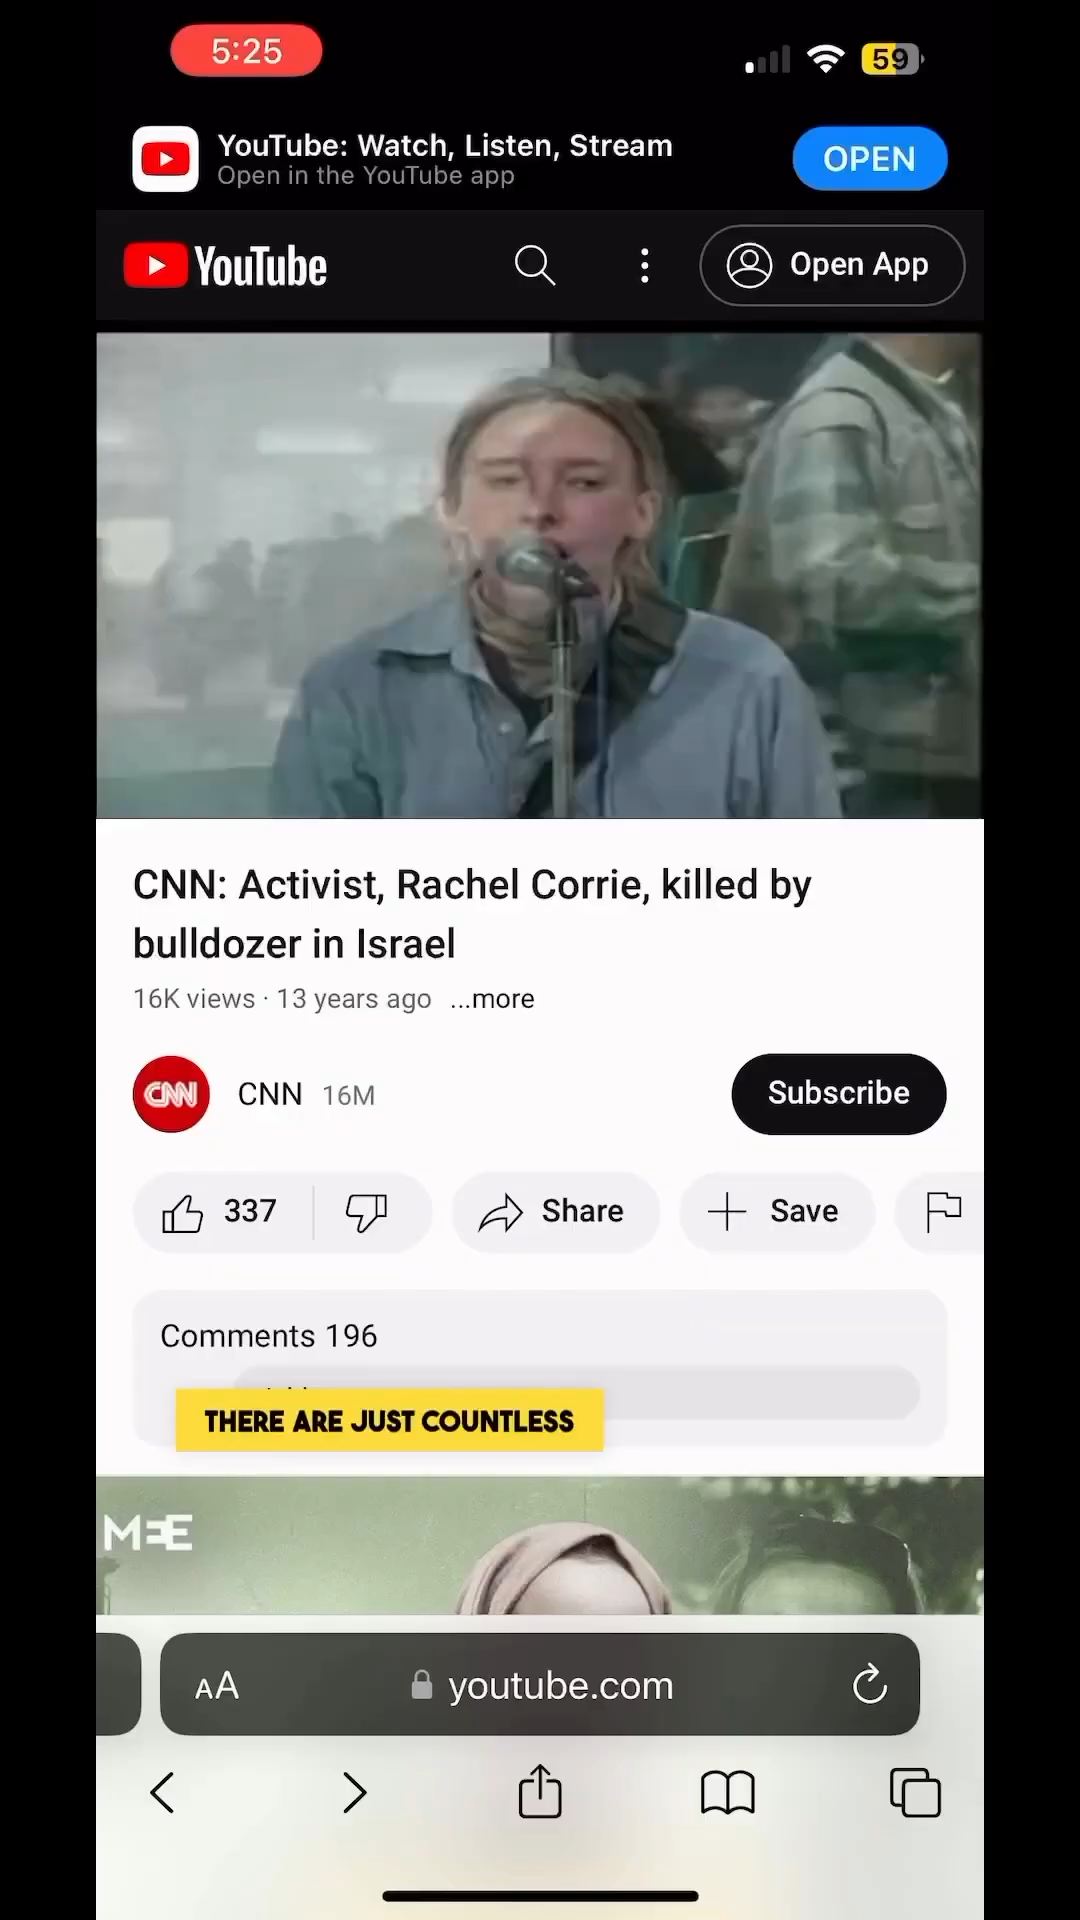 5:25
59
YouTube: Watch, Listen, Stream
Open in the YouTube app
OPEN
YouTube
Open App
CNN: Activist, Rachel Corrie, killed by
bulldozer in Israel
16K views · 13 years ago ...more
CNN
CNN 16M
Subscribe
337
Share
Save
Comments 196
THERE ARE JUST COUNTLESS
MEE
AA
youtube.com